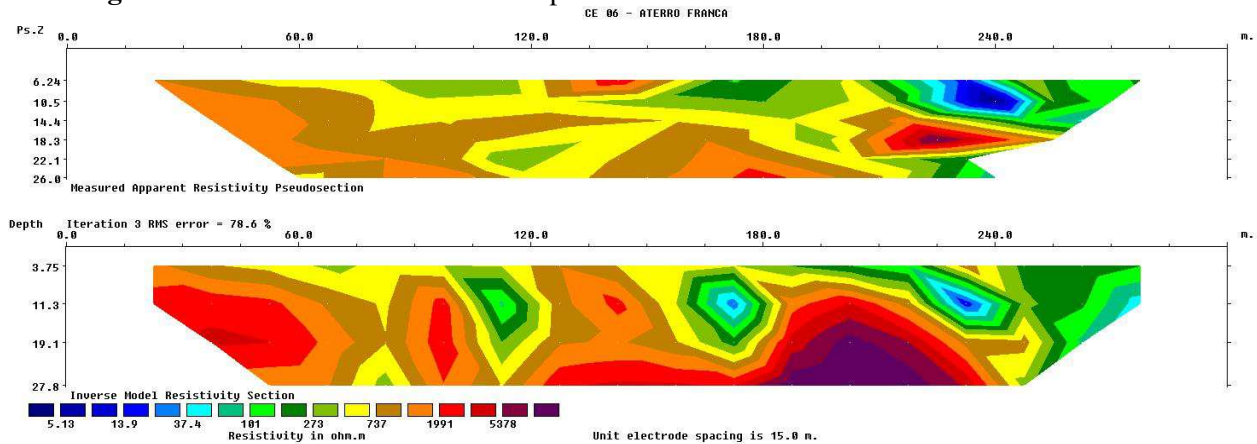 CE 06 - ATERRO FRANCA
Ps.Z 0.0 60.0 120.0 180.0 240.0 m.
6.24
10.5
14.4
18.3
22.1
26.0
Measured Apparent Resistivity Pseudosection
Depth Iteration 3 RMS error = 78.6 %
0.0 60.0 120.0 180.0 240.0 m.
3.75
11.3
19.1
27.8
Inverse Model Resistivity Section
5.13 13.9 37.4 101 273 737 1991 5378
Resistivity in ohm.m Unit electrode spacing is 15.0 m.